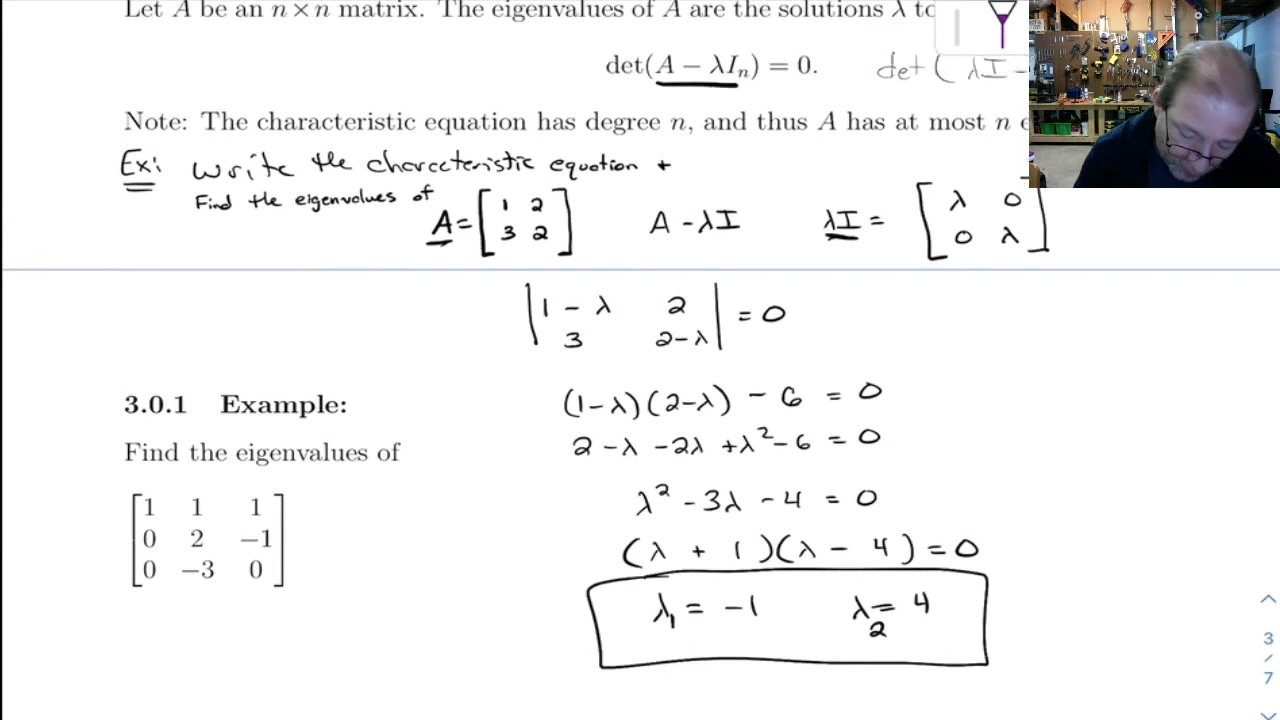 Let A be an n × n matrix. The eigenvalues of A are the solutions λ to
det(A − λIₙ) = 0. det( λI −
Note: The characteristic equation has degree n, and thus A has at most n e
Ex: Write the characteristic equation +
Find the eigenvalues of
A = [1 2 A - λI λI = [λ 0
3 2] 0 λ]
|1 - λ 2
3 2-λ| = 0
(1-λ)(2-λ) - 6 = 0
2 - λ - 2λ + λ² - 6 = 0
λ² - 3λ - 4 = 0
(λ + 1)(λ - 4) = 0
λ₁ = -1 λ₂ = 4
3.0.1 Example:
Find the eigenvalues of
[1 1 1
0 2 −1
0 −3 0]
3
/
7